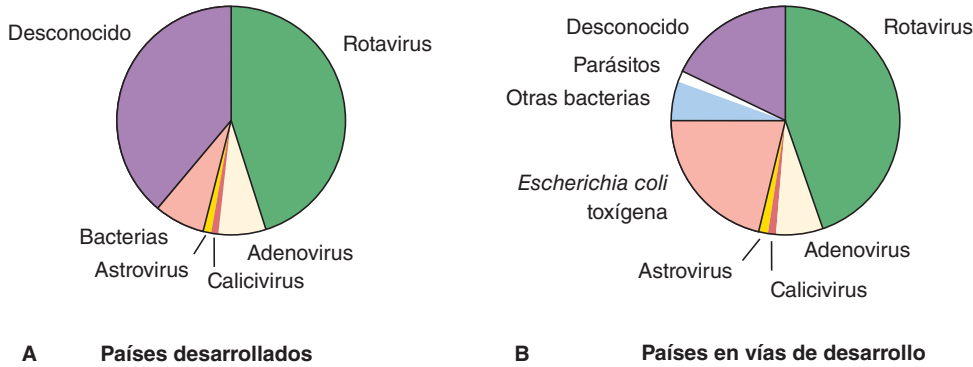 Desconocido
Rotavirus
Bacterias
Astrovirus
Calicivirus
Adenovirus
A Países desarrollados
Desconocido
Rotavirus
Parásitos
Otras bacterias
Escherichia coli
toxígena
Astrovirus
Calicivirus
Adenovirus
B Países en vías de desarrollo